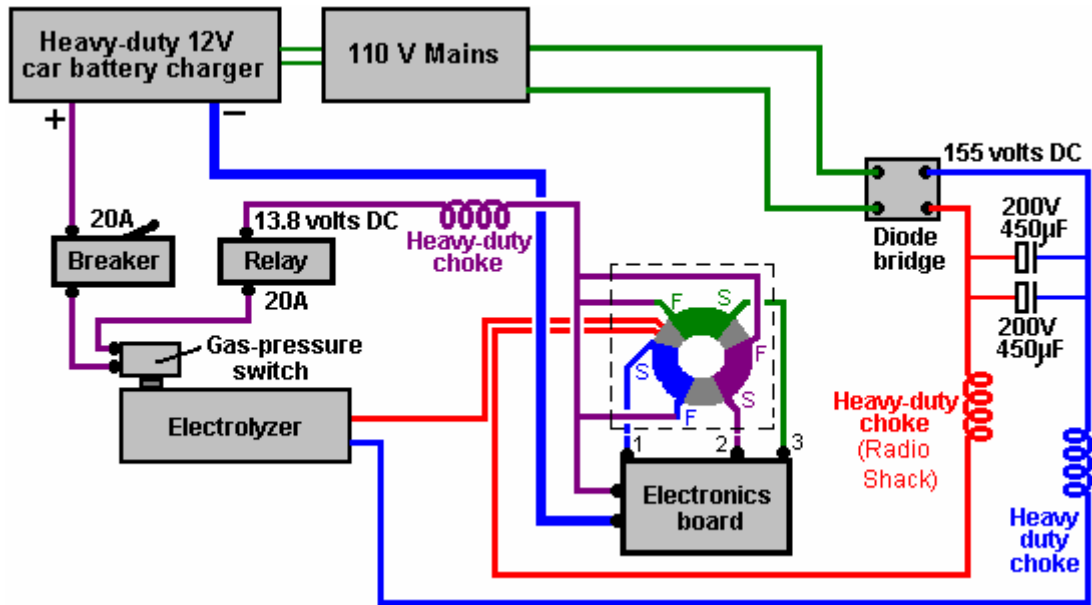 Heavy-duty 12V
car battery charger
110 V Mains
+
−
155 volts DC
20A
13.8 volts DC
Heavy-duty
choke
200V
450µF
Breaker
Relay
Diode
bridge
20A
F
S
200V
450µF
Gas-pressure
switch
F
S
S
F
Heavy-duty
choke
(Radio
Shack)
Electrolyzer
1
2
3
Electronics
board
Heavy
duty
choke